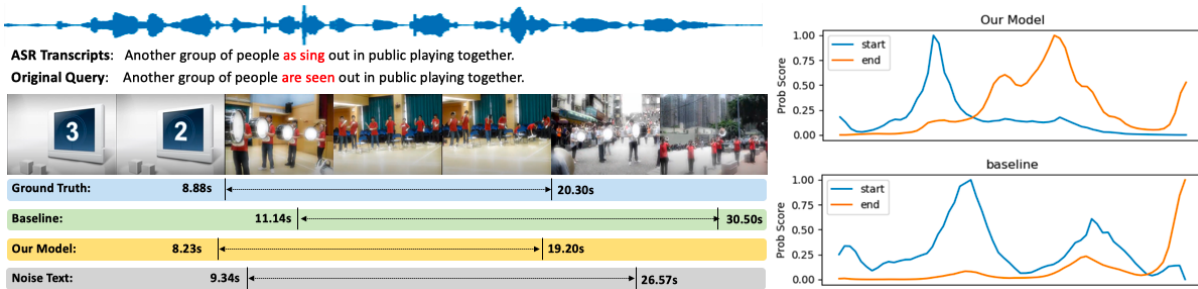 ASR Transcripts: Another group of people as sing out in public playing together.
Original Query: Another group of people are seen out in public playing together.
3
2
Ground Truth: 8.88s 20.30s
Baseline: 11.14s 30.50s
Our Model: 8.23s 19.20s
Noise Text: 9.34s 26.57s
Our Model
Prob Score
1.00
0.75
0.50
0.25
0.00
start
end
baseline
Prob Score
1.00
0.75
0.50
0.25
0.00
start
end